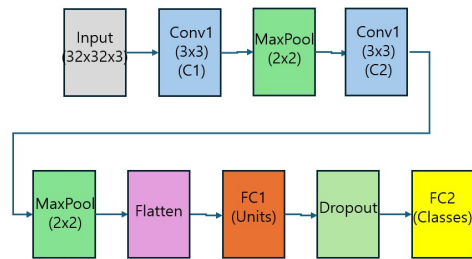 Input
(32x32x3)
Conv1
(3x3)
(C1)
MaxPool
(2x2)
Conv1
(3x3)
(C2)
MaxPool
(2x2)
Flatten
FC1
(Units)
Dropout
FC2
(Classes)